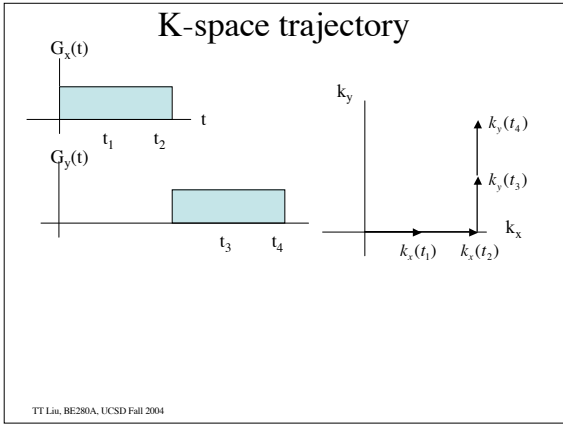 K-space trajectory
G_x(t)
t
t_1 t_2
G_y(t)
t_3 t_4
k_y
k_y(t_4)
k_y(t_3)
k_x
k_x(t_1) k_x(t_2)
TT Liu, BE280A, UCSD Fall 2004